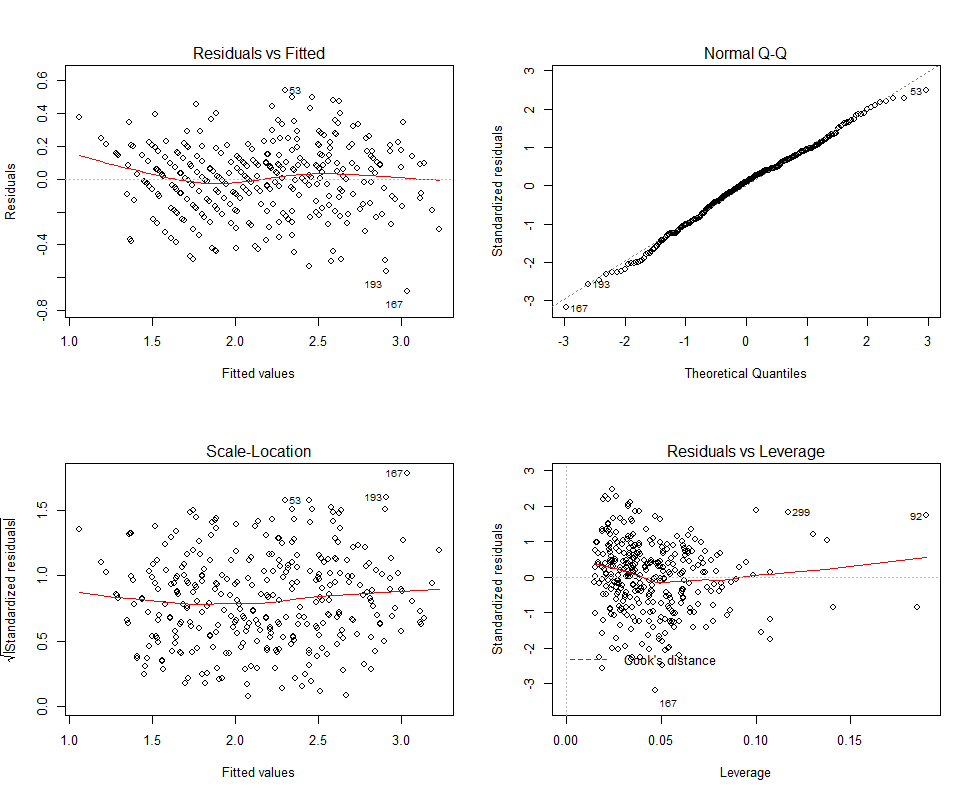 Residuals vs Fitted
Residuals
0.6
0.4
0.2
0.0
-0.4
-0.8
53
193
167
1.0 1.5 2.0 2.5 3.0
Fitted values
Normal Q-Q
Standardized residuals
3
2
1
0
-1
-2
-3
53
193
167
-3 -2 -1 0 1 2 3
Theoretical Quantiles
Scale-Location
√|Standardized residuals|
1.5
1.0
0.5
0.0
167
193
53
1.0 1.5 2.0 2.5 3.0
Fitted values
Residuals vs Leverage
Standardized residuals
3
2
1
0
-1
-2
-3
299
92
Cook's distance
167
0.00 0.05 0.10 0.15
Leverage